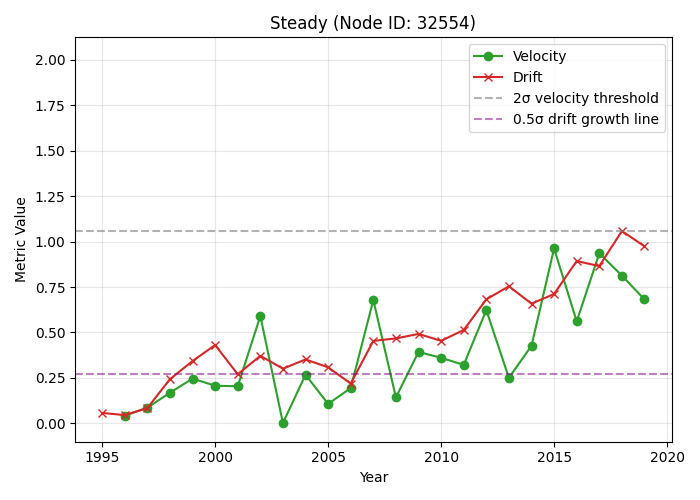 Steady (Node ID: 32554)
Velocity
Drift
2σ velocity threshold
0.5σ drift growth line
Metric Value
2.00
1.75
1.50
1.25
1.00
0.75
0.50
0.25
0.00
1995
2000
2005
2010
2015
2020
Year